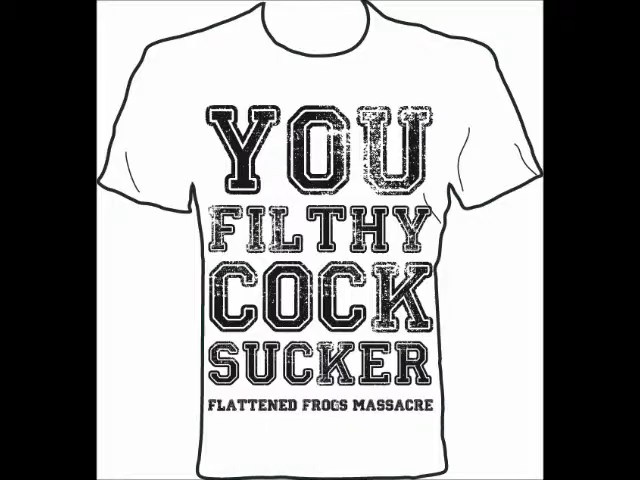 YOU
FILTHY
COCK
SUCKER
FLATTENED FROGS MASSACRE